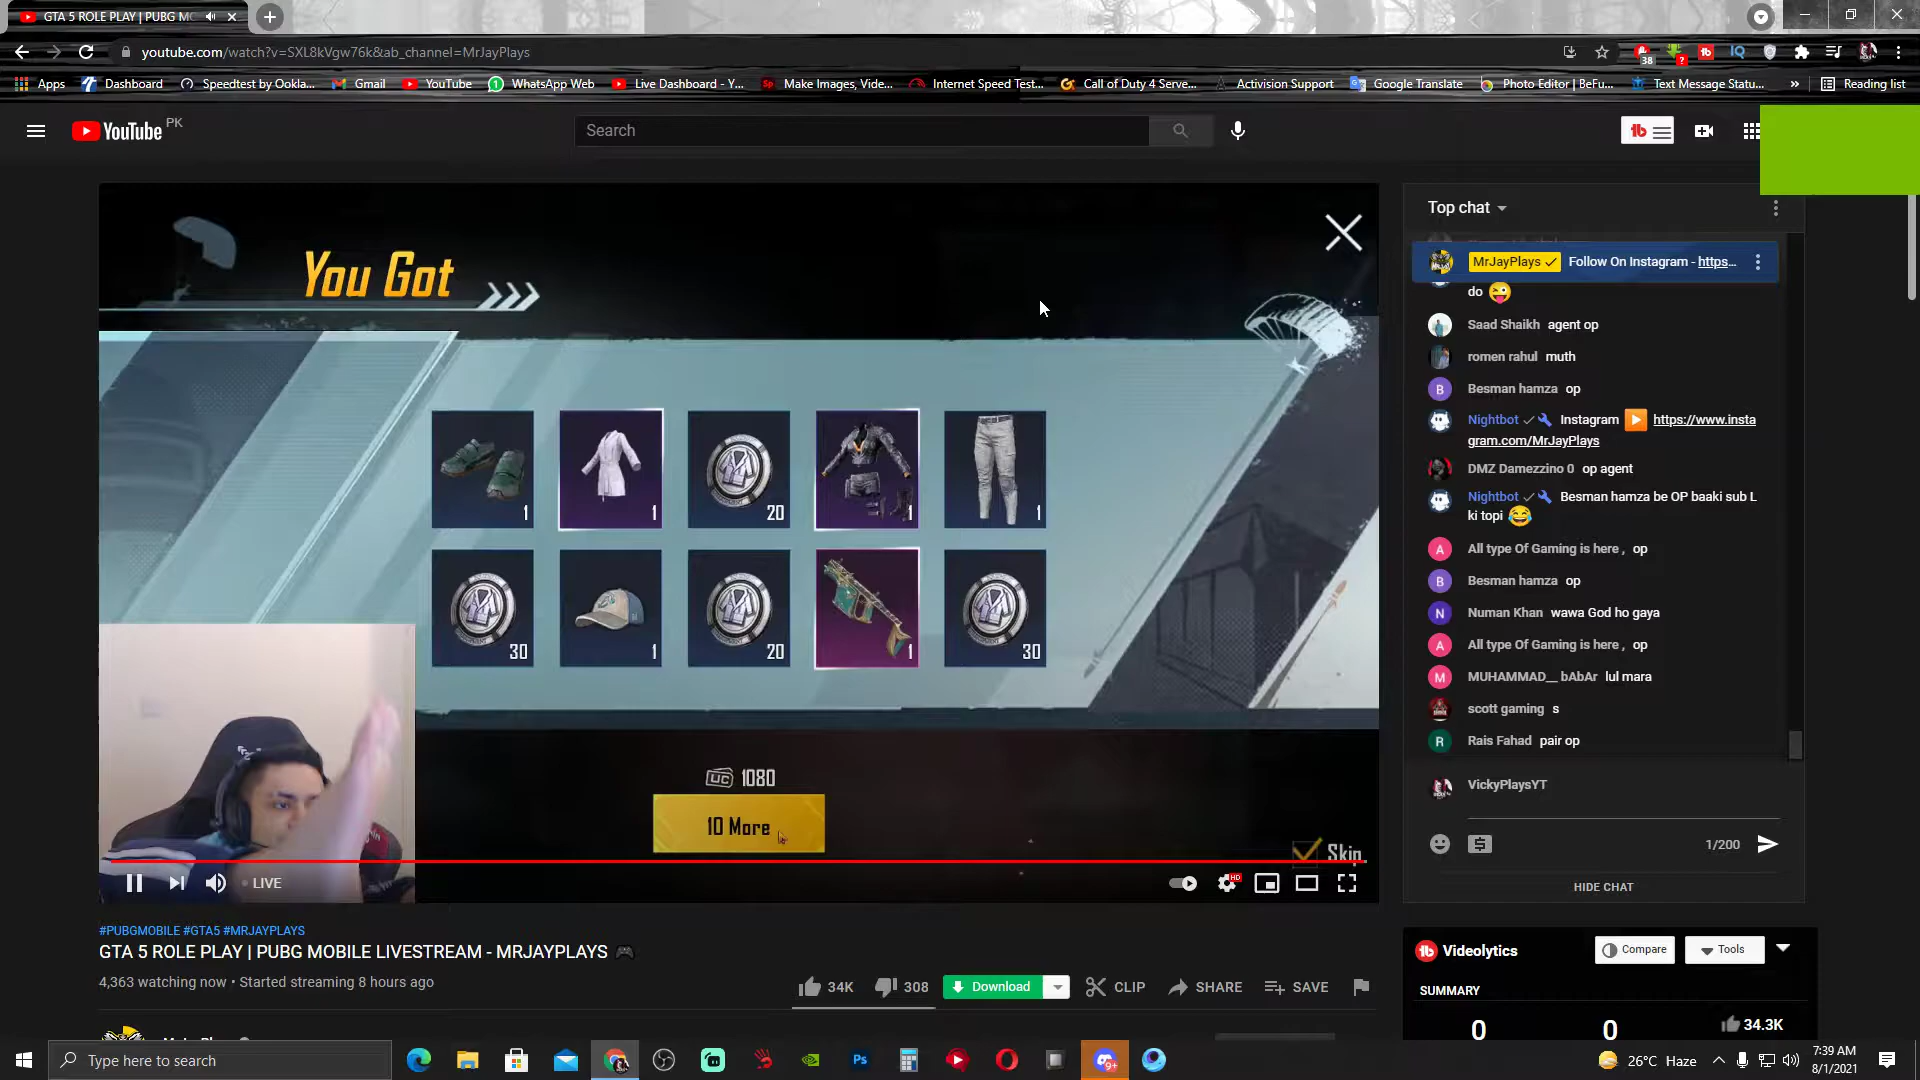 GTA 5 ROLE PLAY | PUBG MO
youtube.com/watch?v=SXL8kVgw76k&ab_channel=MrJayPlays
38
?
Apps
Dashboard
Speedtest by Ookla...
Gmail
YouTube
WhatsApp Web
Live Dashboard - Y...
Make Images, Vide...
Internet Speed Test...
Call of Duty 4 Serve...
Activision Support
Google Translate
Photo Editor | BeFu...
Text Message Statu...
»
Reading list
YouTube PK
Search
Top chat
You Got
MrJayPlays Follow On Instagram - https...
do 😜
Saad Shaikh agent op
romen rahul muth
Besman hamza op
Nightbot Instagram ▶️ https://www.insta
gram.com/MrJayPlays
DMZ Damezzino 0 op agent
Nightbot Besman hamza be OP baaki sub L
ki topi 😂
All type Of Gaming is here , op
Besman hamza op
Numan Khan wawa God ho gaya
All type Of Gaming is here , op
MUHAMMAD__ bAbAr lul mara
scott gaming s
Rais Fahad pair op
VickyPlaysYT
1/200
HIDE CHAT
1 1 20 1 1
30 1 20 1 30
UC 1080
10 More
Skip
LIVE
HD
#PUBGMOBILE #GTA5 #MRJAYPLAYS
GTA 5 ROLE PLAY | PUBG MOBILE LIVESTREAM - MRJAYPLAYS 🎮
4,363 watching now • Started streaming 8 hours ago
34K
308
Download
CLIP
SHARE
SAVE
Videolytics
Compare
Tools
SUMMARY
0
0
34.3K
Type here to search
Ps
9+
26°C Haze
7:39 AM
8/1/2021